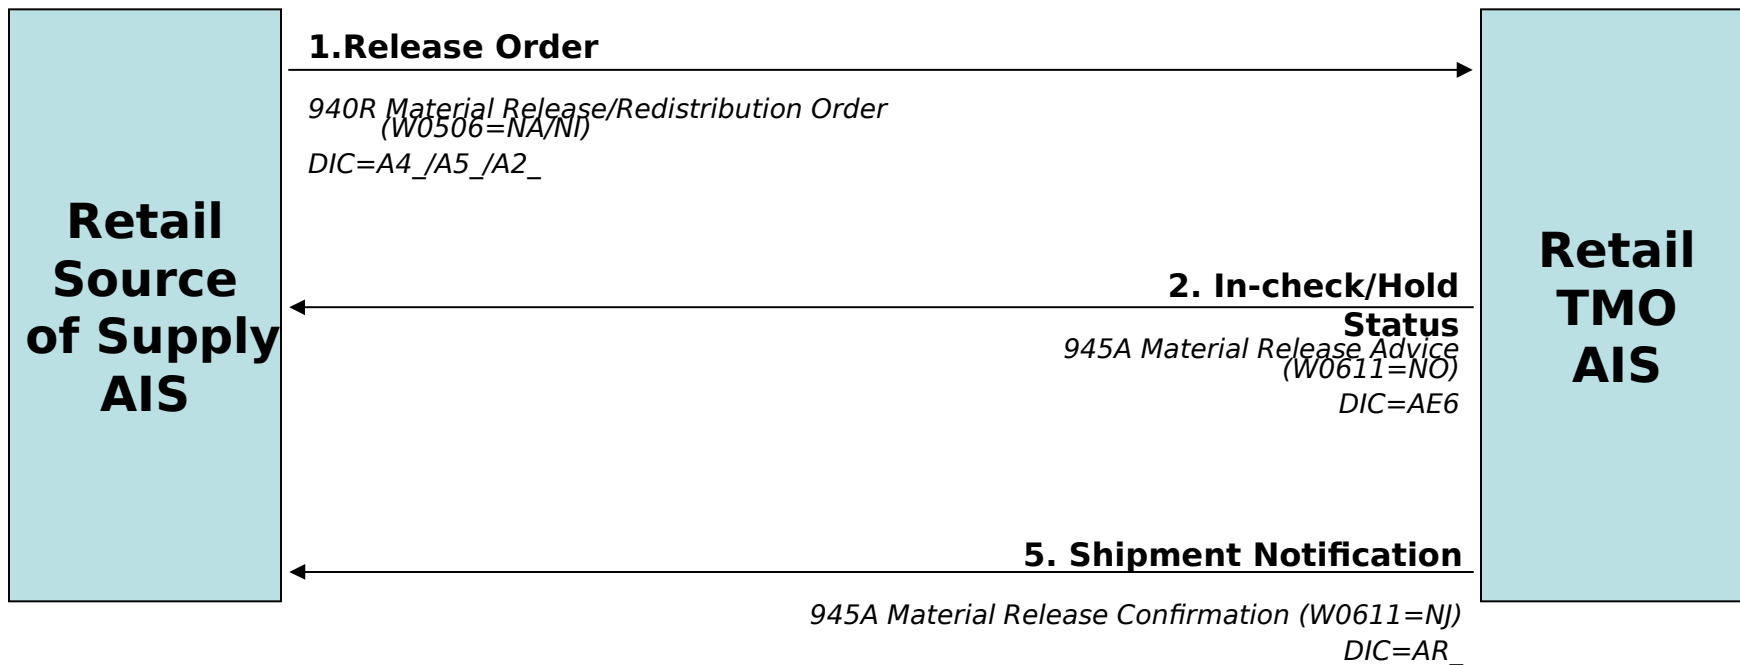 Retail
Source
of Supply
AIS
1.Release Order
940R Material Release/Redistribution Order
(W0506=NA/NI)
DIC=A4_/A5_/A2_
2. In-check/Hold
Status
945A Material Release Advice
(W0611=NO)
DIC=AE6
5. Shipment Notification
945A Material Release Confirmation (W0611=NJ)
DIC=AR_
Retail
TMO
AIS